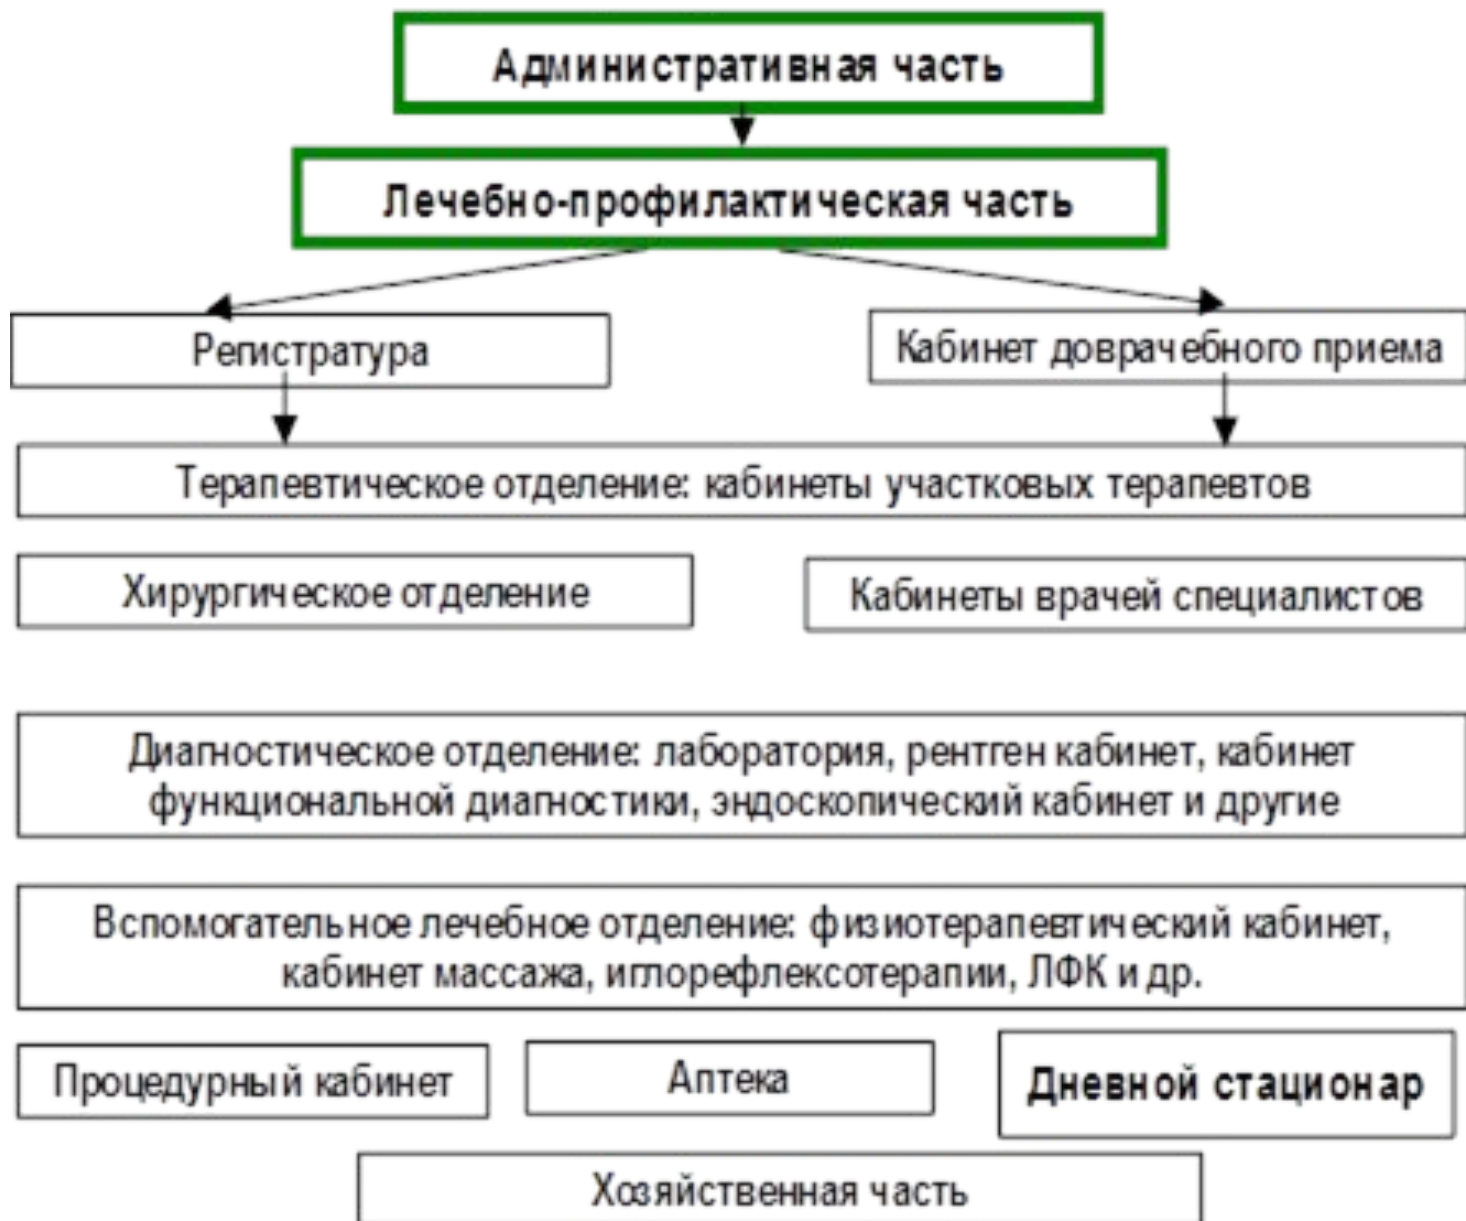 Административная часть
Лечебно-профилактическая часть
Регистратура
Кабинет доврачебного приема
Терапевтическое отделение: кабинеты участковых терапевтов
Хирургическое отделение
Кабинеты врачей специалистов
Диагностическое отделение: лаборатория, рентген кабинет, кабинет
функциональной диагностики, эндоскопический кабинет и другие
Вспомогательное лечебное отделение: физиотерапевтический кабинет,
кабинет массажа, иглорефлексотерапии, ЛФК и др.
Процедурный кабинет
Аптека
Дневной стационар
Хозяйственная часть